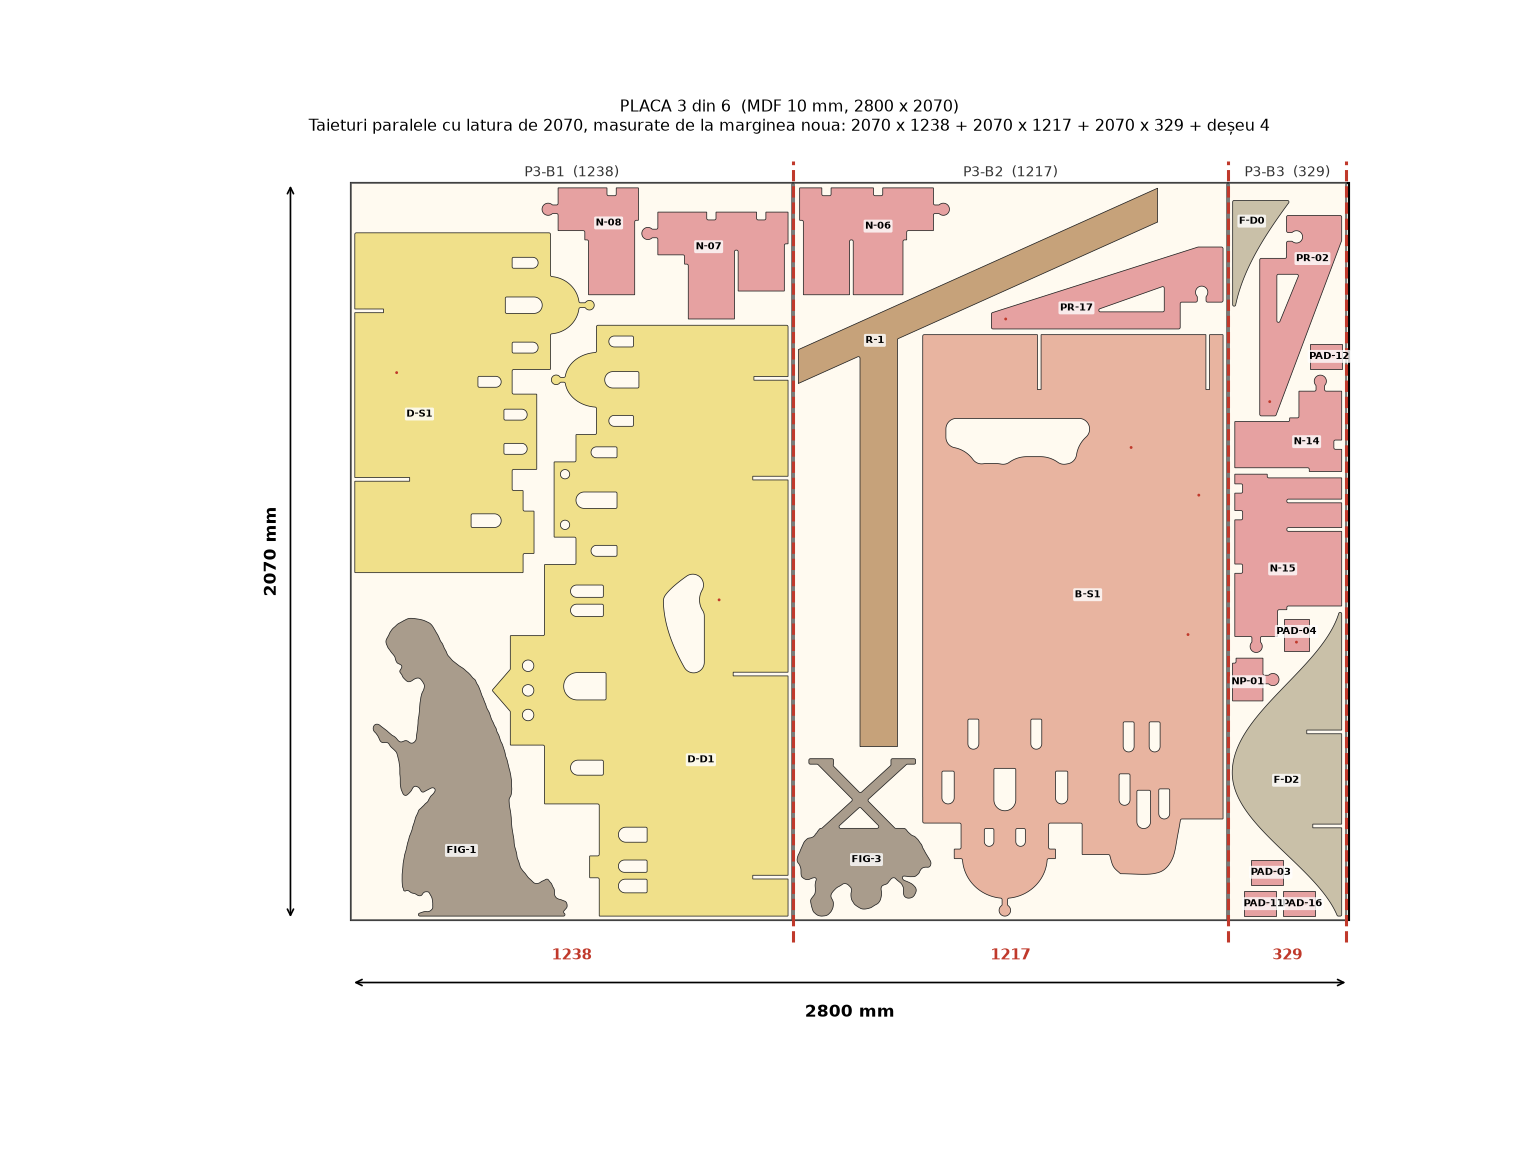 PLACA 3 din 6  (MDF 10 mm, 2800 x 2070)
Taieturi paralele cu latura de 2070, masurate de la marginea noua: 2070 x 1238 + 2070 x 1217 + 2070 x 329 + deșeu 4
P3-B1  (1238)
P3-B2  (1217)
P3-B3  (329)
N-08
N-07
N-06
F-D0
PR-02
PR-17
R-1
PAD-12
D-S1
N-14
N-15
B-S1
PAD-04
NP-01
D-D1
F-D2
FIG-1
FIG-3
PAD-03
PAD-11
PAD-16
2070 mm
1238
1217
329
2800 mm